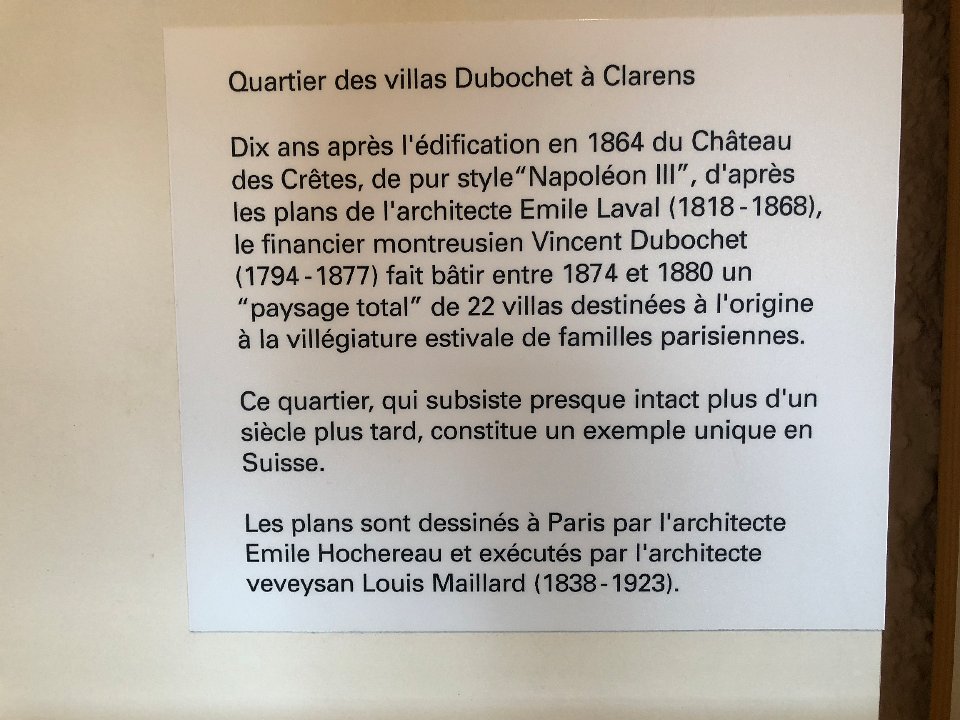 Quartier des villas Dubochet à Clarens
Dix ans après l'édification en 1864 du Château
des Crêtes, de pur style“Napoléon III”, d'après
les plans de l'architecte Emile Laval (1818-1868),
le financier montreusien Vincent Dubochet
(1794-1877) fait bâtir entre 1874 et 1880 un
“paysage total” de 22 villas destinées à l'origine
à la villégiature estivale de familles parisiennes.
Ce quartier, qui subsiste presque intact plus d'un
siècle plus tard, constitue un exemple unique en
Suisse.
Les plans sont dessinés à Paris par l'architecte
Emile Hochereau et exécutés par l'architecte
veveysan Louis Maillard (1838-1923).